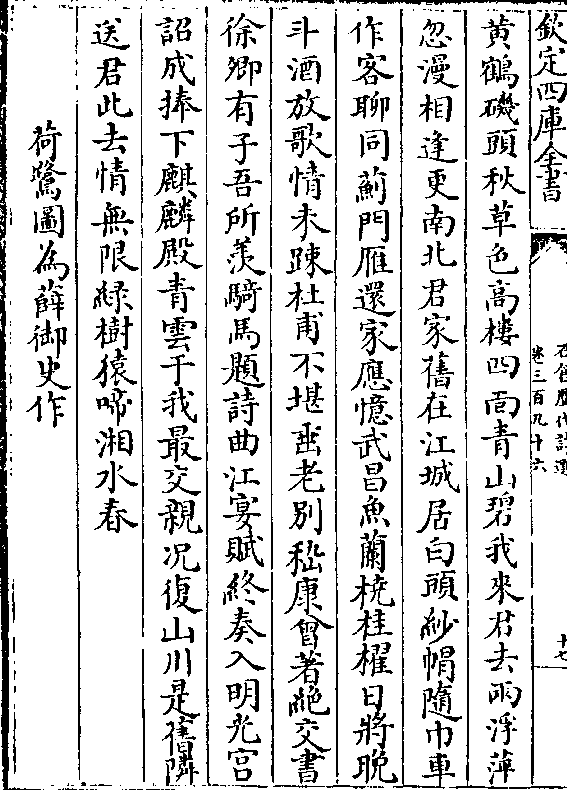 欽定四庫全書
石倉歷代詩選
卷三百九十六
十七
黄鶴磯頭秋草色高樓四面青山碧我來君去兩浮萍
忽漫相逢更南北君家舊在江城居白頭紗帽隨巾車
作客聊同薊門雁還家應憶武昌魚蘭橈桂櫂日將晚
斗酒放歌情未踈杜甫不堪垂老別嵇康曾著絶交書
徐卿有子吾所羡騎馬題詩曲江宴賦終奏入明光宫
詔成捧下麒麟殿青雲于我最交親况復山川是舊隣
送君此去情無限緑樹猿啼湘水春
荷鷺圖為薛御史作